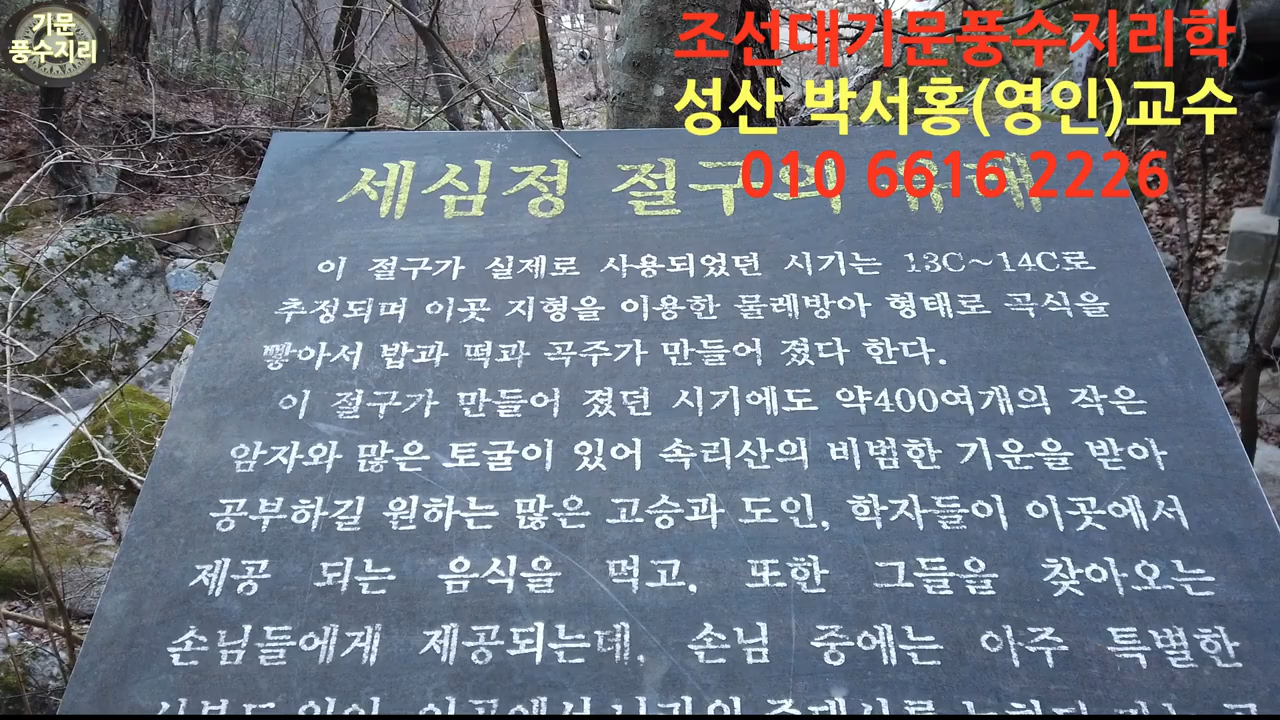 기문
풍수지리
조선대기문풍수지리학
성산 박서홍(영인)교수
010 6616 2226
세심정 절구의 유래
이 절구가 실제로 사용되었던 시기는 13C~14C로
추정되며 이곳 지형을 이용한 물레방아 형태로 곡식을
빻아서 밥과 떡과 곡주가 만들어 졌다 한다.
이 절구가 만들어 졌던 시기에도 약400여개의 작은
암자와 많은 토굴이 있어 속리산의 비범한 기운을 받아
공부하길 원하는 많은 고승과 도인, 학자들이 이곳에서
제공 되는 음식을 먹고, 또한 그들을 찾아오는
손님들에게 제공되는데, 손님 중에는 아주 특별한